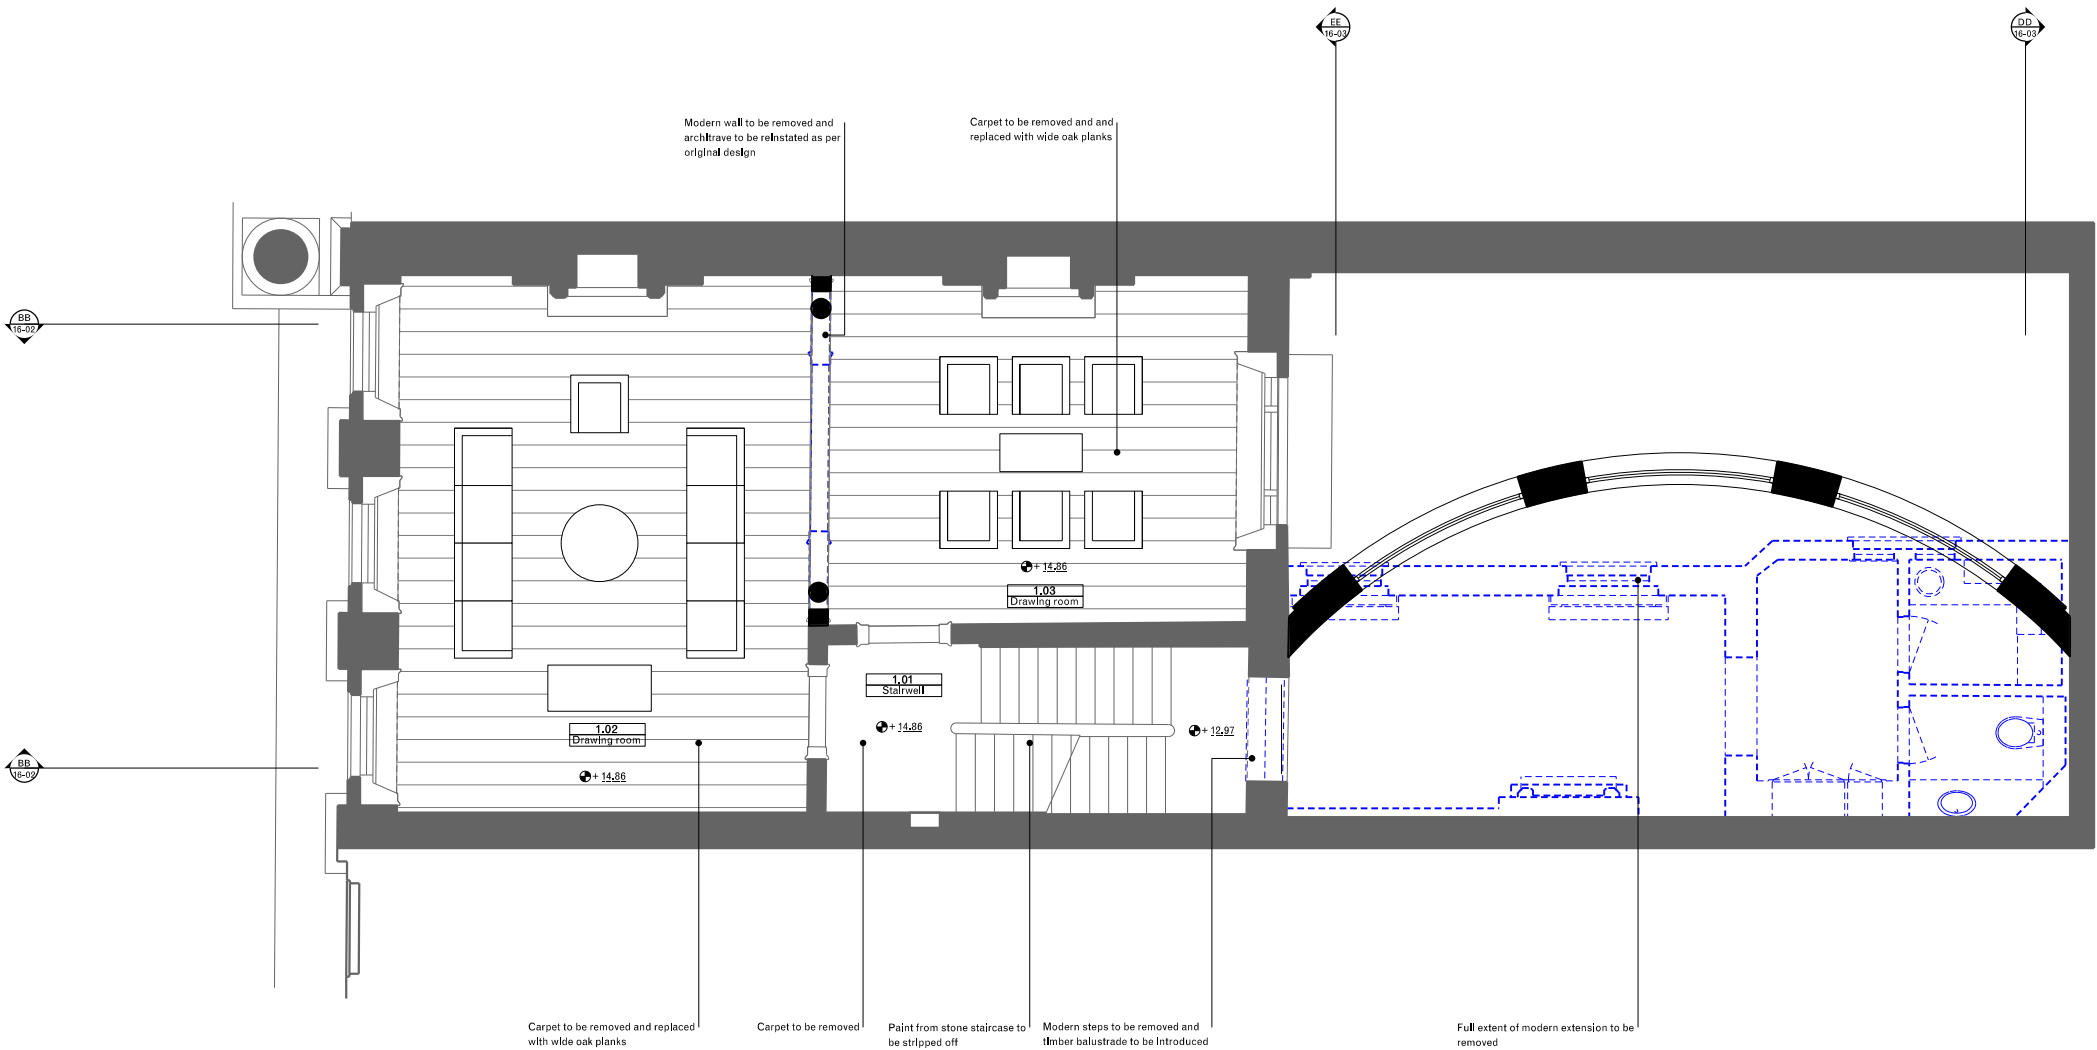 EE
16-03
DD
16-03
Modern wall to be removed and
architrave to be reinstated as per
original design
Carpet to be removed and and
replaced with wide oak planks
BB
16-02
+ 14.86
1.03
Drawing room
1.01
Stairwell
+ 14.86
+ 12.97
1.02
Drawing room
+ 14.86
BB
16-02
Carpet to be removed and replaced
with wide oak planks
Carpet to be removed
Paint from stone staircase to
be stripped off
Modern steps to be removed and
timber balustrade to be introduced
Full extent of modern extension to be
removed